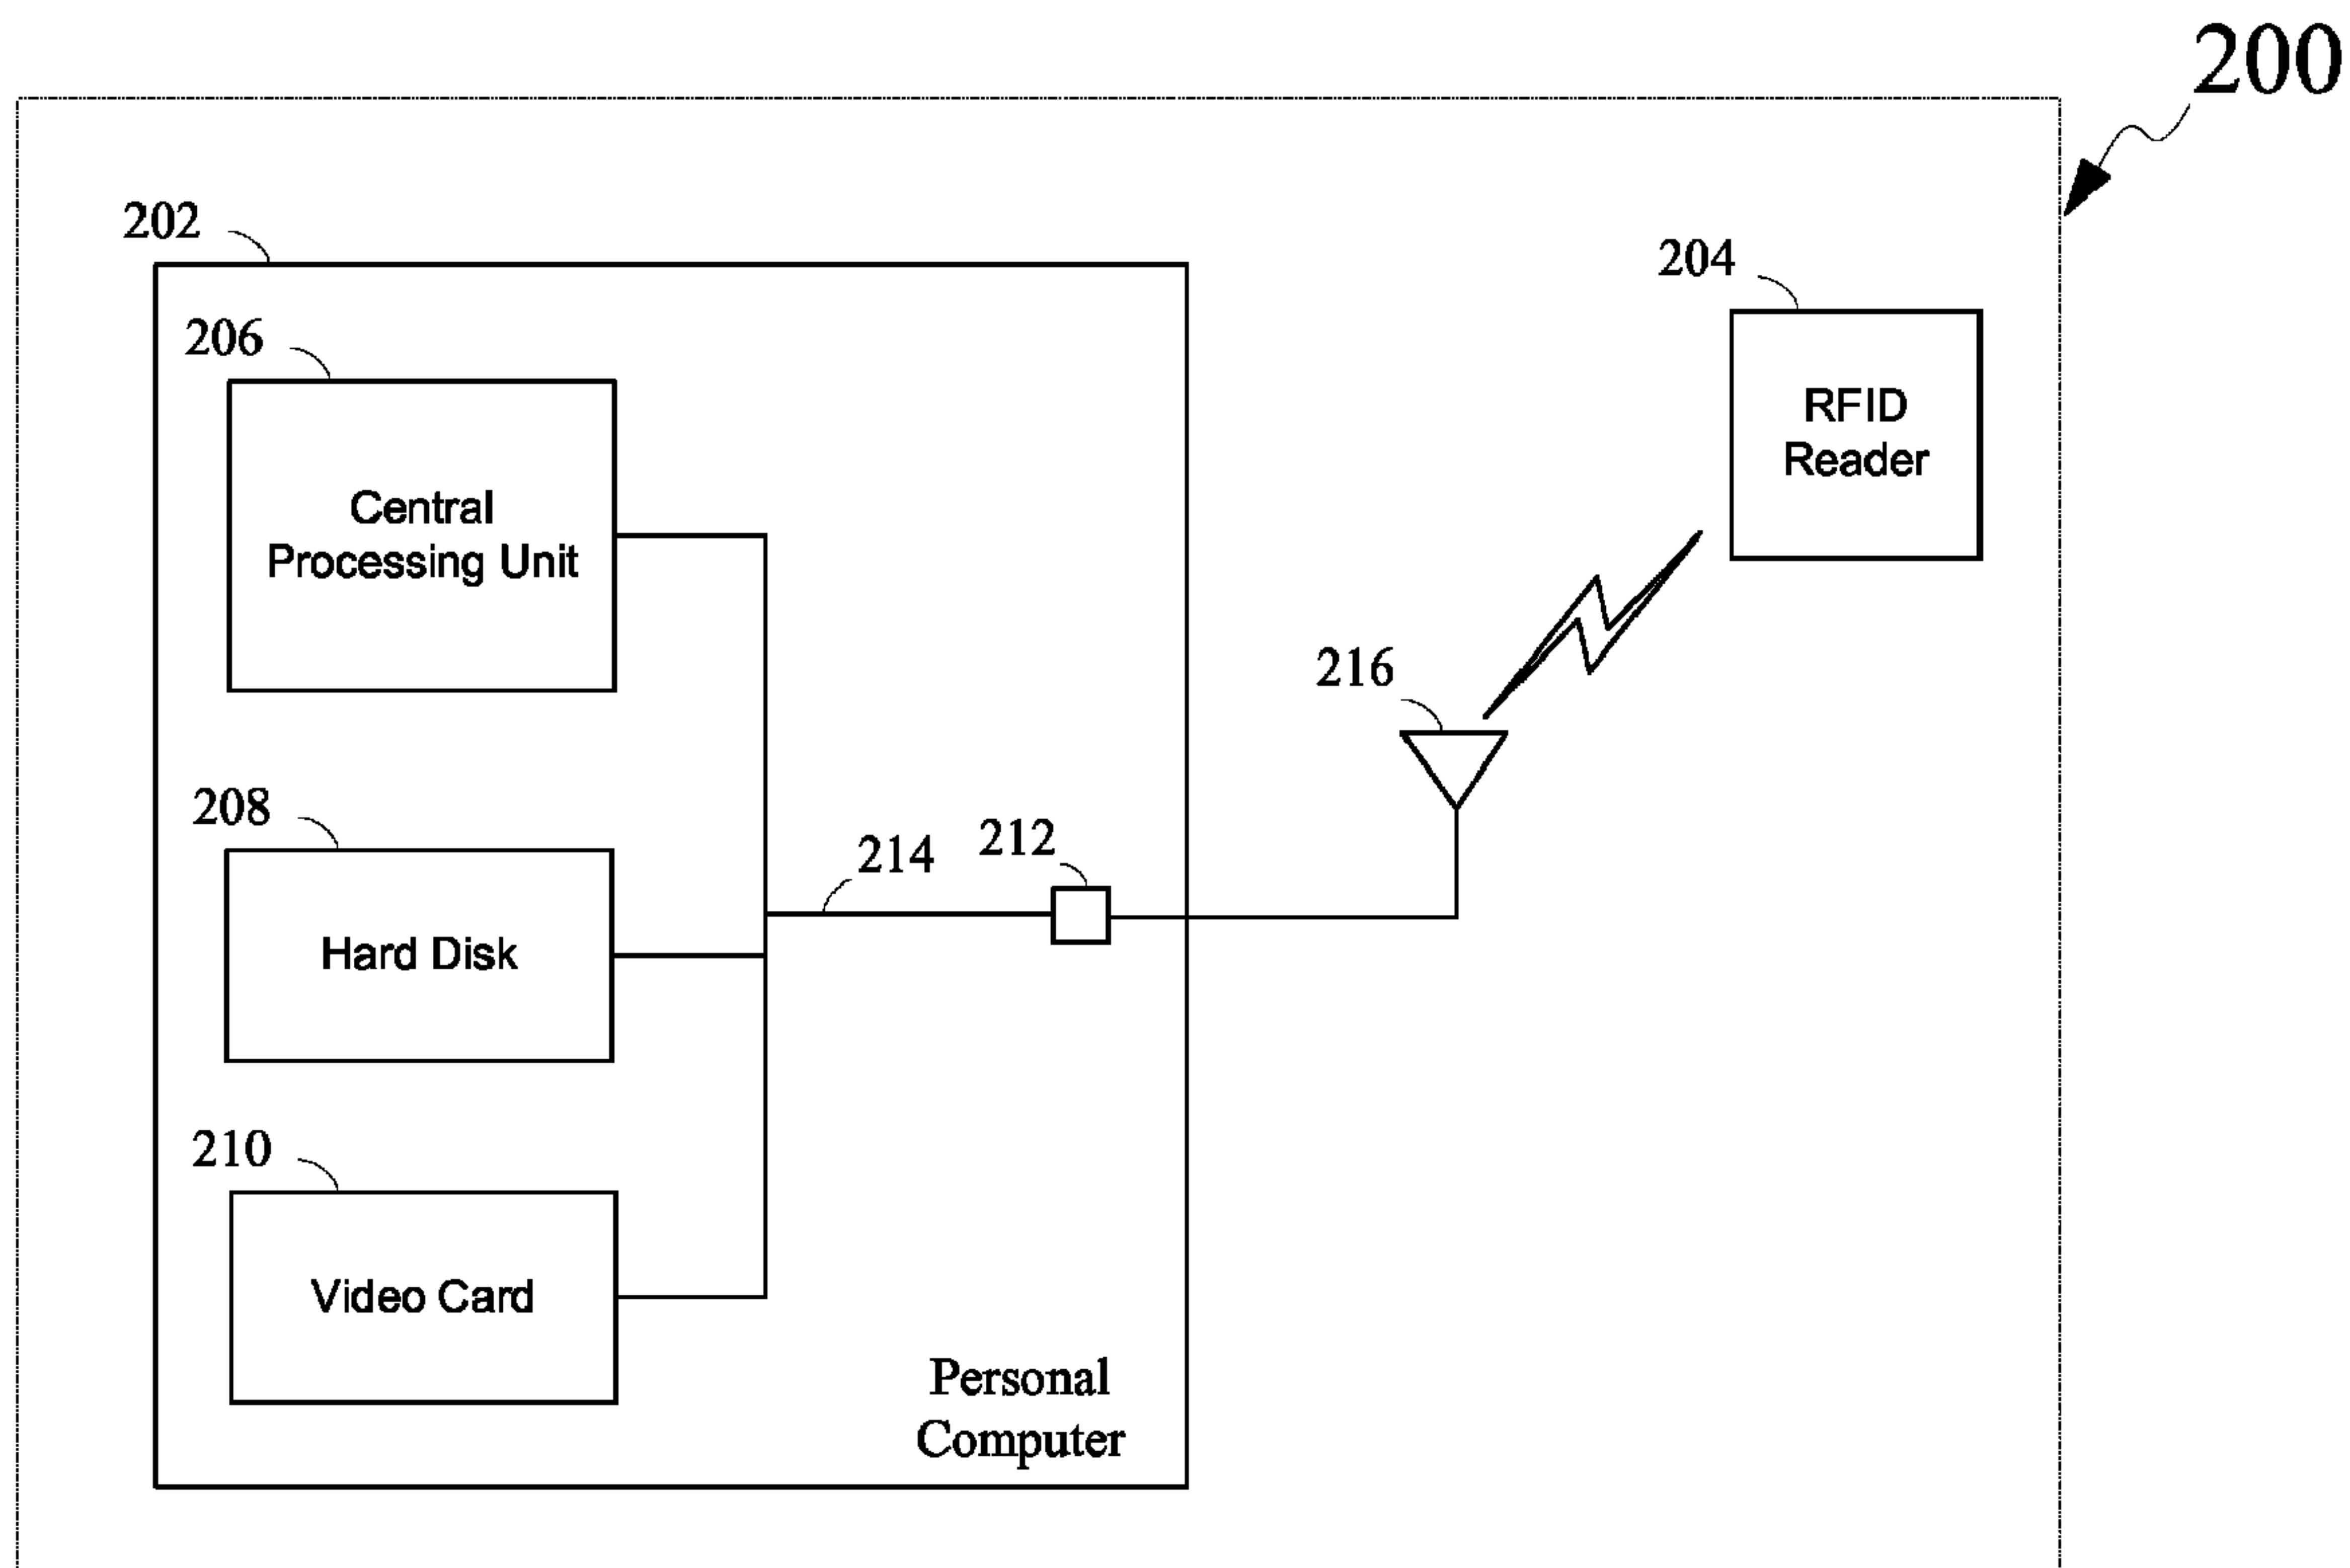 200
202
204
206
RFID
Reader
Central
Processing Unit
216
208
214
212
Hard Disk
210
Video Card
Personal
Computer